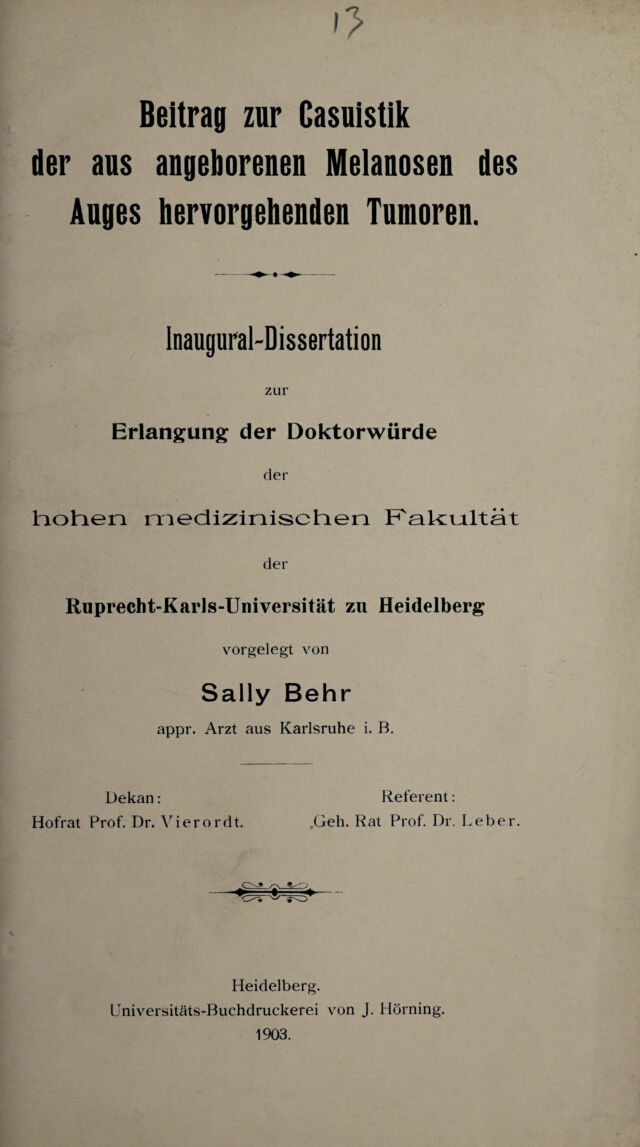 13
Beitrag zur Casuistik
der aus angeborenen Melanosen des
Auges hervorgehenden Tumoren.
Inaugural-Dissertation
zur
Erlangung der Doktorwürde
der
hohen medizinischen Fakultät
der
Ruprecht-Karls-Universität zu Heidelberg
vorgelegt von
Sally Behr
appr. Arzt aus Karlsruhe i. B.
Dekan:
Hofrat Prof. Dr. Vierordt.
Referent:
Geh. Rat Prof. Dr. Leber.
Heidelberg.
Universitäts-Buchdruckerei von J. Hörning.
1903.